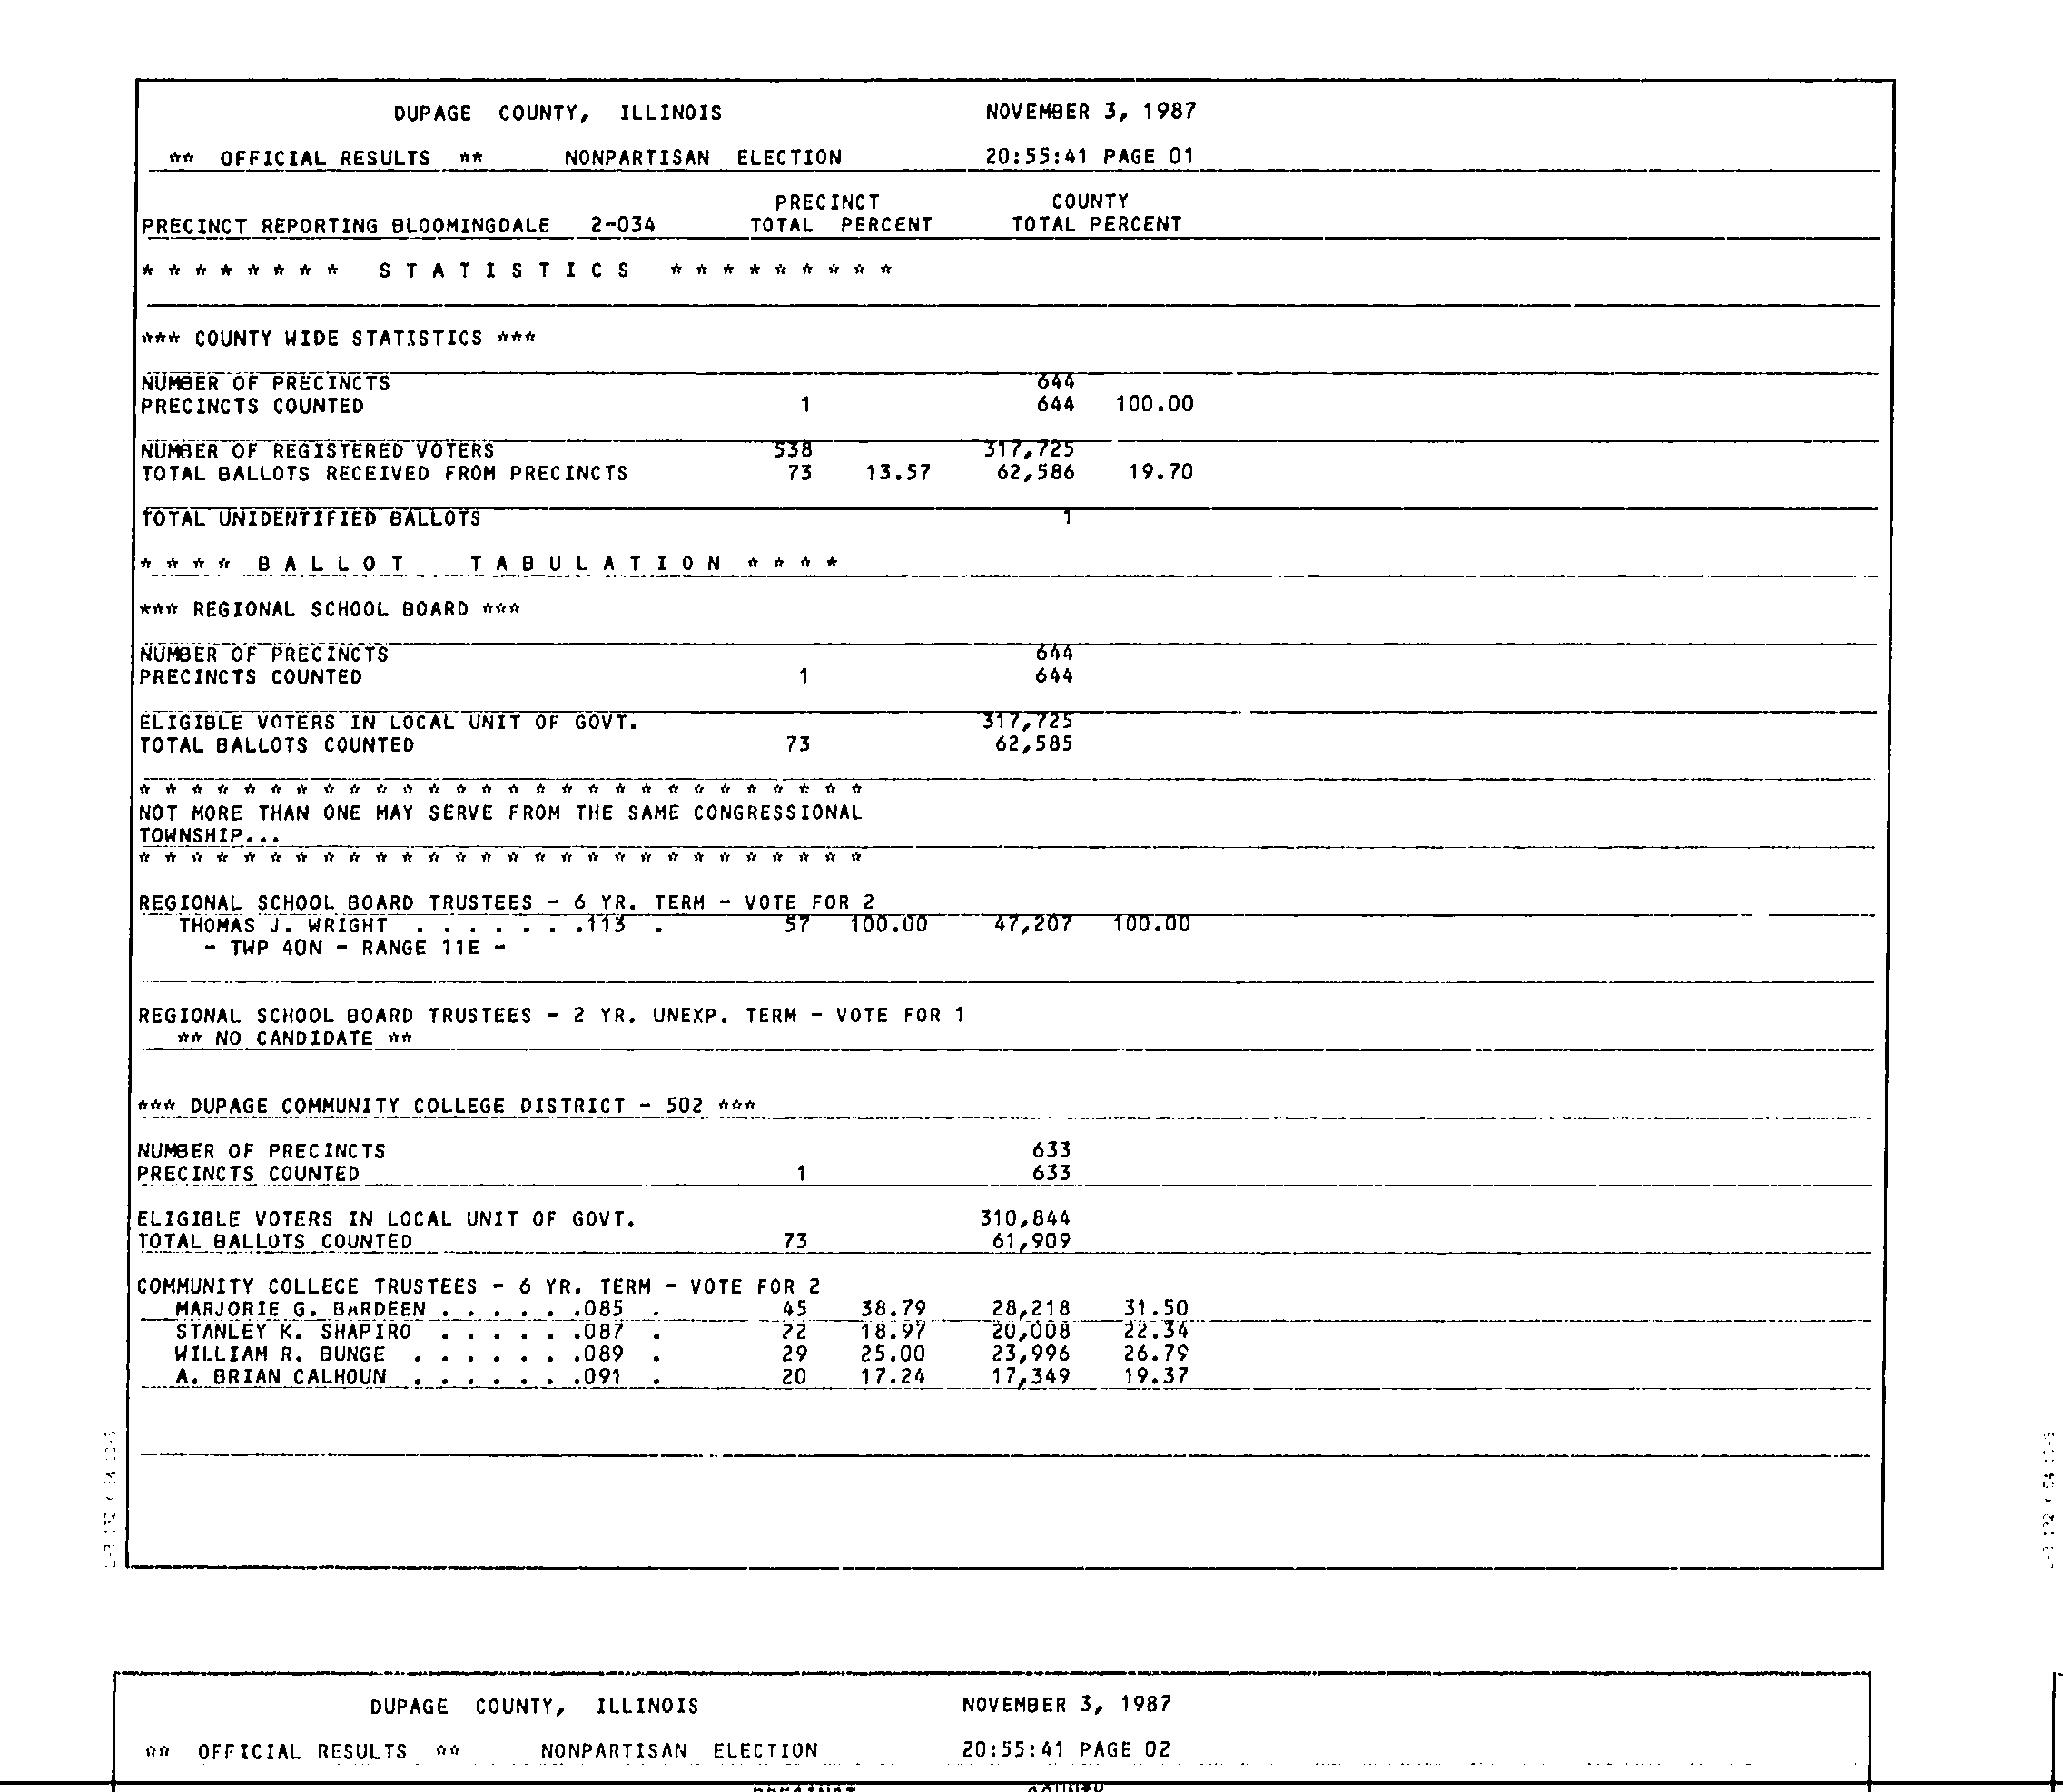 DUPAGE COUNTY, ILLINOIS NOVEMBER 3, 1987
** OFFICIAL RESULTS ** NONPARTISAN ELECTION 20:55:41 PAGE 01
PRECINCT COUNTY
PRECINCT REPORTING BLOOMINGDALE 2-034 TOTAL PERCENT TOTAL PERCENT
* * * * * * * * S T A T I S T I C S * * * * * * * * *
*** COUNTY WIDE STATISTICS ***
NUMBER OF PRECINCTS 644
PRECINCTS COUNTED 1 644 100.00
NUMBER OF REGISTERED VOTERS 538 317,725
TOTAL BALLOTS RECEIVED FROM PRECINCTS 73 13.57 62,586 19.70
TOTAL UNIDENTIFIED BALLOTS 1
* * * * B A L L O T T A B U L A T I O N * * * *
*** REGIONAL SCHOOL BOARD ***
NUMBER OF PRECINCTS 644
PRECINCTS COUNTED 1 644
ELIGIBLE VOTERS IN LOCAL UNIT OF GOVT. 317,725
TOTAL BALLOTS COUNTED 73 62,585
* * * * * * * * * * * * * * * * * * * * * * * * * * * *
NOT MORE THAN ONE MAY SERVE FROM THE SAME CONGRESSIONAL
TOWNSHIP...
* * * * * * * * * * * * * * * * * * * * * * * * * * * *
REGIONAL SCHOOL BOARD TRUSTEES - 6 YR. TERM - VOTE FOR 2
THOMAS J. WRIGHT . . . . . . .113 . 57 100.00 47,207 100.00
- TWP 40N - RANGE 11E -
REGIONAL SCHOOL BOARD TRUSTEES - 2 YR. UNEXP. TERM - VOTE FOR 1
** NO CANDIDATE **
*** DUPAGE COMMUNITY COLLEGE DISTRICT - 502 ***
NUMBER OF PRECINCTS 633
PRECINCTS COUNTED 1 633
ELIGIBLE VOTERS IN LOCAL UNIT OF GOVT. 310,844
TOTAL BALLOTS COUNTED 73 61,909
COMMUNITY COLLEGE TRUSTEES - 6 YR. TERM - VOTE FOR 2
MARJORIE G. BARDEEN . . . . . .085 . 45 38.79 28,218 31.50
STANLEY K. SHAPIRO . . . . . .087 . 22 18.97 20,008 22.34
WILLIAM R. BUNGE . . . . . . .089 . 29 25.00 23,996 26.79
A. BRIAN CALHOUN . . . . . . .091 . 20 17.24 17,349 19.37
DUPAGE COUNTY, ILLINOIS NOVEMBER 3, 1987
** OFFICIAL RESULTS ** NONPARTISAN ELECTION 20:55:41 PAGE 02